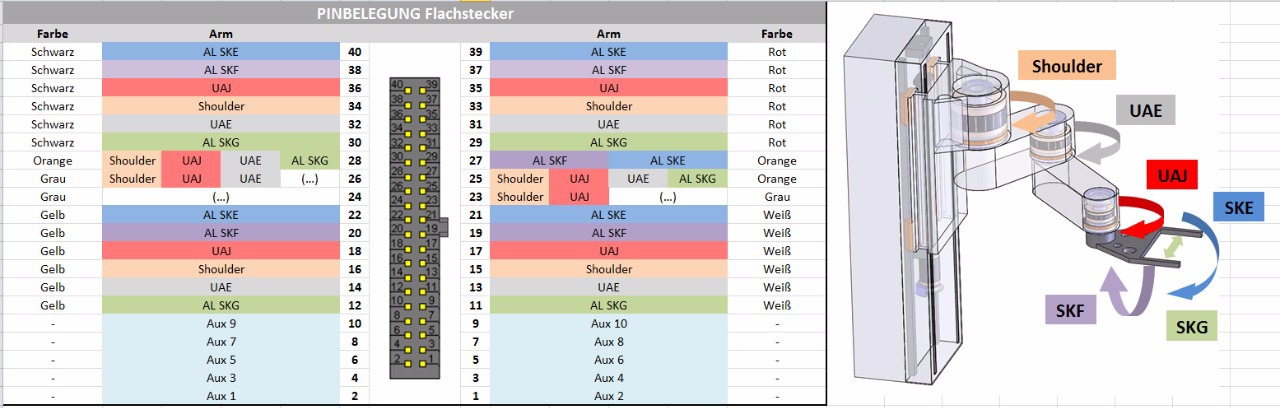 PINBELEGUNG Flachstecker
Farbe Arm Arm Farbe
Schwarz AL SKE 40 39 AL SKE Rot
Schwarz AL SKF 38 37 AL SKF Rot
Schwarz UAJ 36 35 UAJ Rot
Schwarz Shoulder 34 33 Shoulder Rot
Schwarz UAE 32 31 UAE Rot
Schwarz AL SKG 30 29 AL SKG Rot
Orange Shoulder UAJ UAE AL SKG 28 27 AL SKF AL SKE Orange
Grau Shoulder UAJ UAE (...) 26 25 Shoulder UAJ UAE AL SKG Orange
Grau (...) 24 23 Shoulder UAJ (...) Grau
Gelb AL SKE 22 21 AL SKE Weiß
Gelb AL SKF 20 19 AL SKF Weiß
Gelb UAJ 18 17 UAJ Weiß
Gelb Shoulder 16 15 Shoulder Weiß
Gelb UAE 14 13 UAE Weiß
Gelb AL SKG 12 11 AL SKG Weiß
- Aux 9 10 9 Aux 10 -
- Aux 7 8 7 Aux 8 -
- Aux 5 6 5 Aux 6 -
- Aux 3 4 3 Aux 4 -
- Aux 1 2 1 Aux 2 -
40 39
38 37
36 35
34 33
32 31
30 29
28 27
26 25
24 23
22 21
20 19
18 17
16 15
14 13
12 11
10 9
8 7
6 5
4 3
2 1
Shoulder
UAE
UAJ
SKE
SKF
SKG